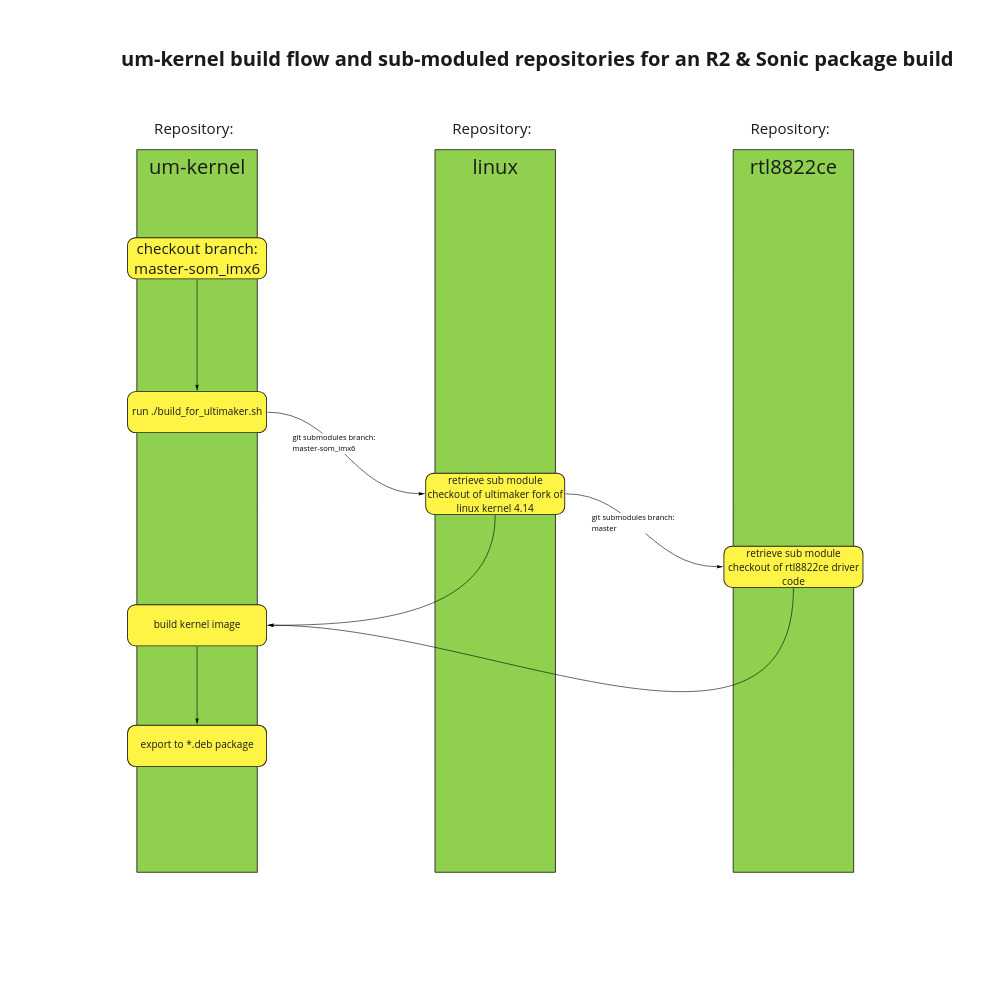 um-kernel build flow and sub-moduled repositories for an R2 & Sonic package build
Repository:
Repository:
Repository:
um-kernel
linux
rtl8822ce
checkout branch:
master-som_imx6
run ./build_for_ultimaker.sh
git submodules branch:
master-som_imx6
retrieve sub module
checkout of ultimaker fork of
linux kernel 4.14
git submodules branch:
master
retrieve sub module
checkout of rtl8822ce driver
code
build kernel image
export to *.deb package